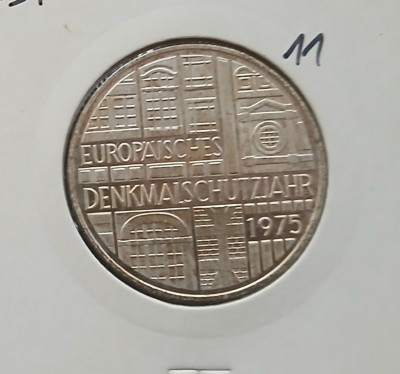 11
EUROPÄISCHES
DENKMALSCHUTZJAHR
1975